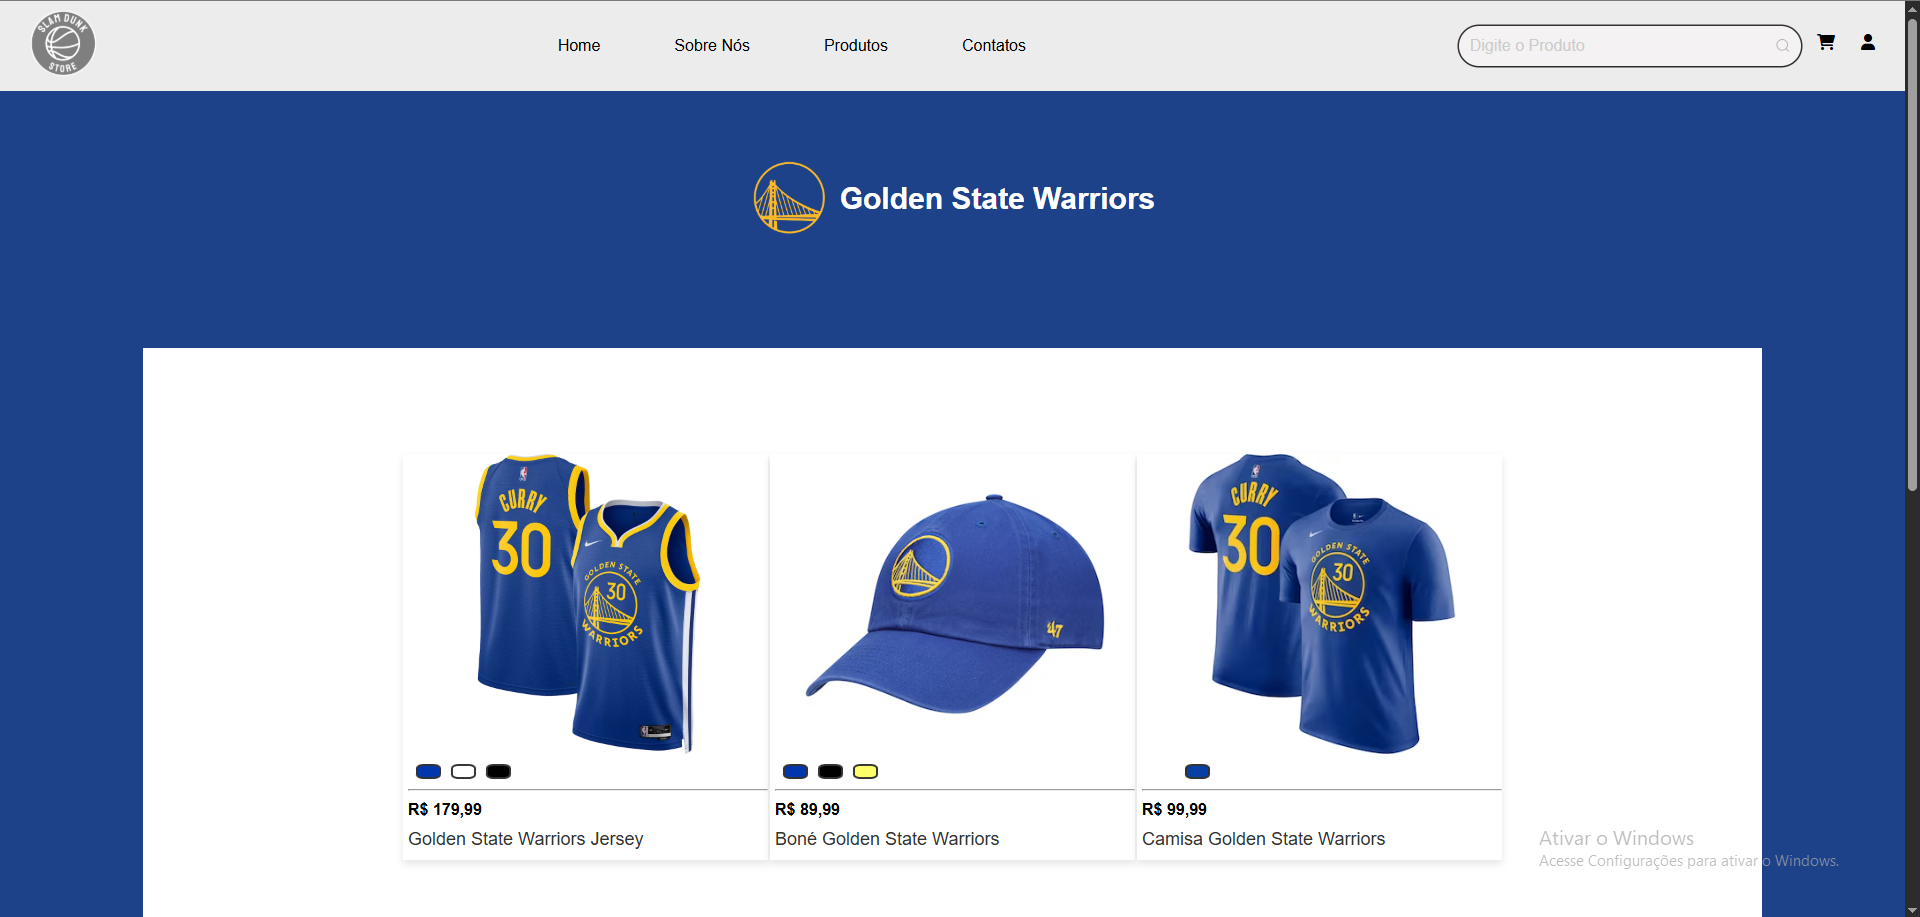 SLAM DUNK
STORE
Home
Sobre Nós
Produtos
Contatos
Digite o Produto
Golden State Warriors
CURRY
30
GOLDEN STATE
30
WARRIORS
'47
CURRY
30
GOLDEN STATE
30
WARRIORS
R$ 179,99
Golden State Warriors Jersey
R$ 89,99
Boné Golden State Warriors
R$ 99,99
Camisa Golden State Warriors
Ativar o Windows
Acesse Configurações para ativar o Windows.